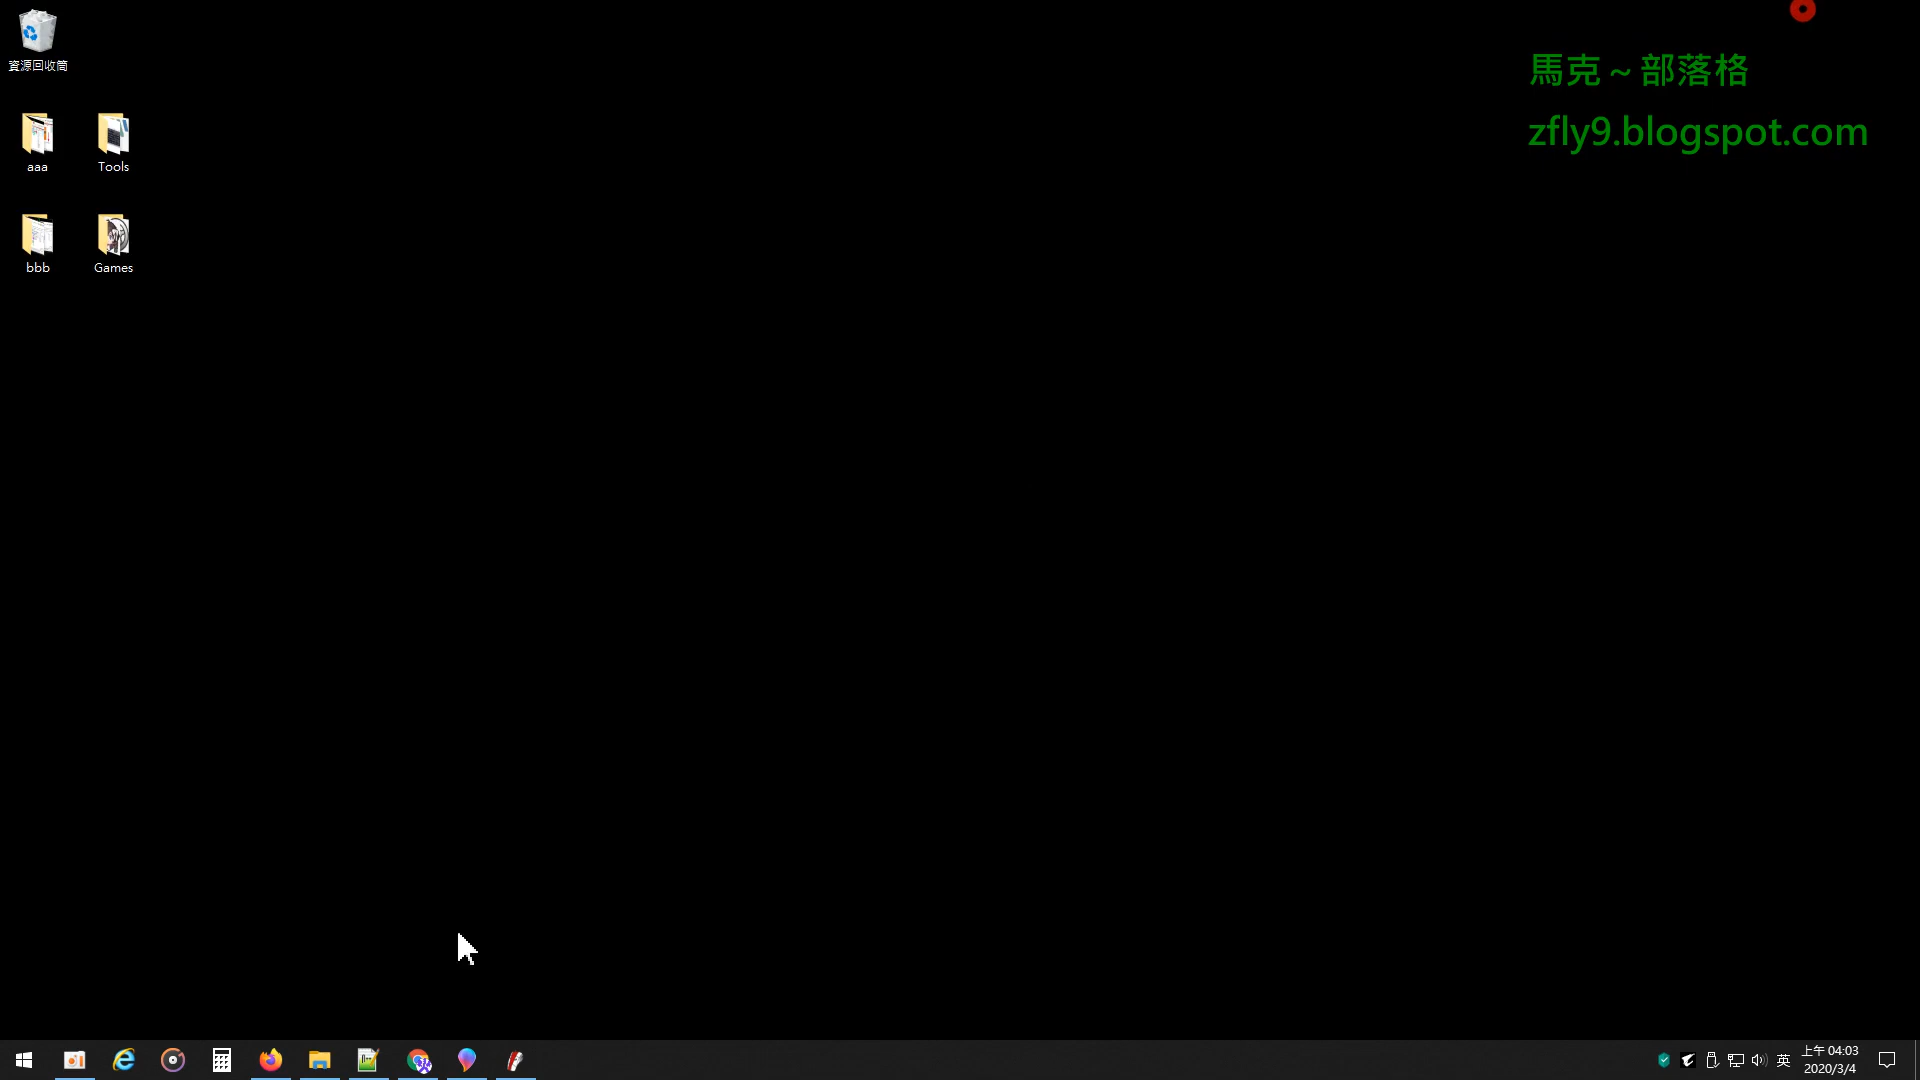 資源回收筒
馬克～部落格
zfly9.blogspot.com
aaa
Tools
bbb
Games
英
上午 04:03
2020/3/4